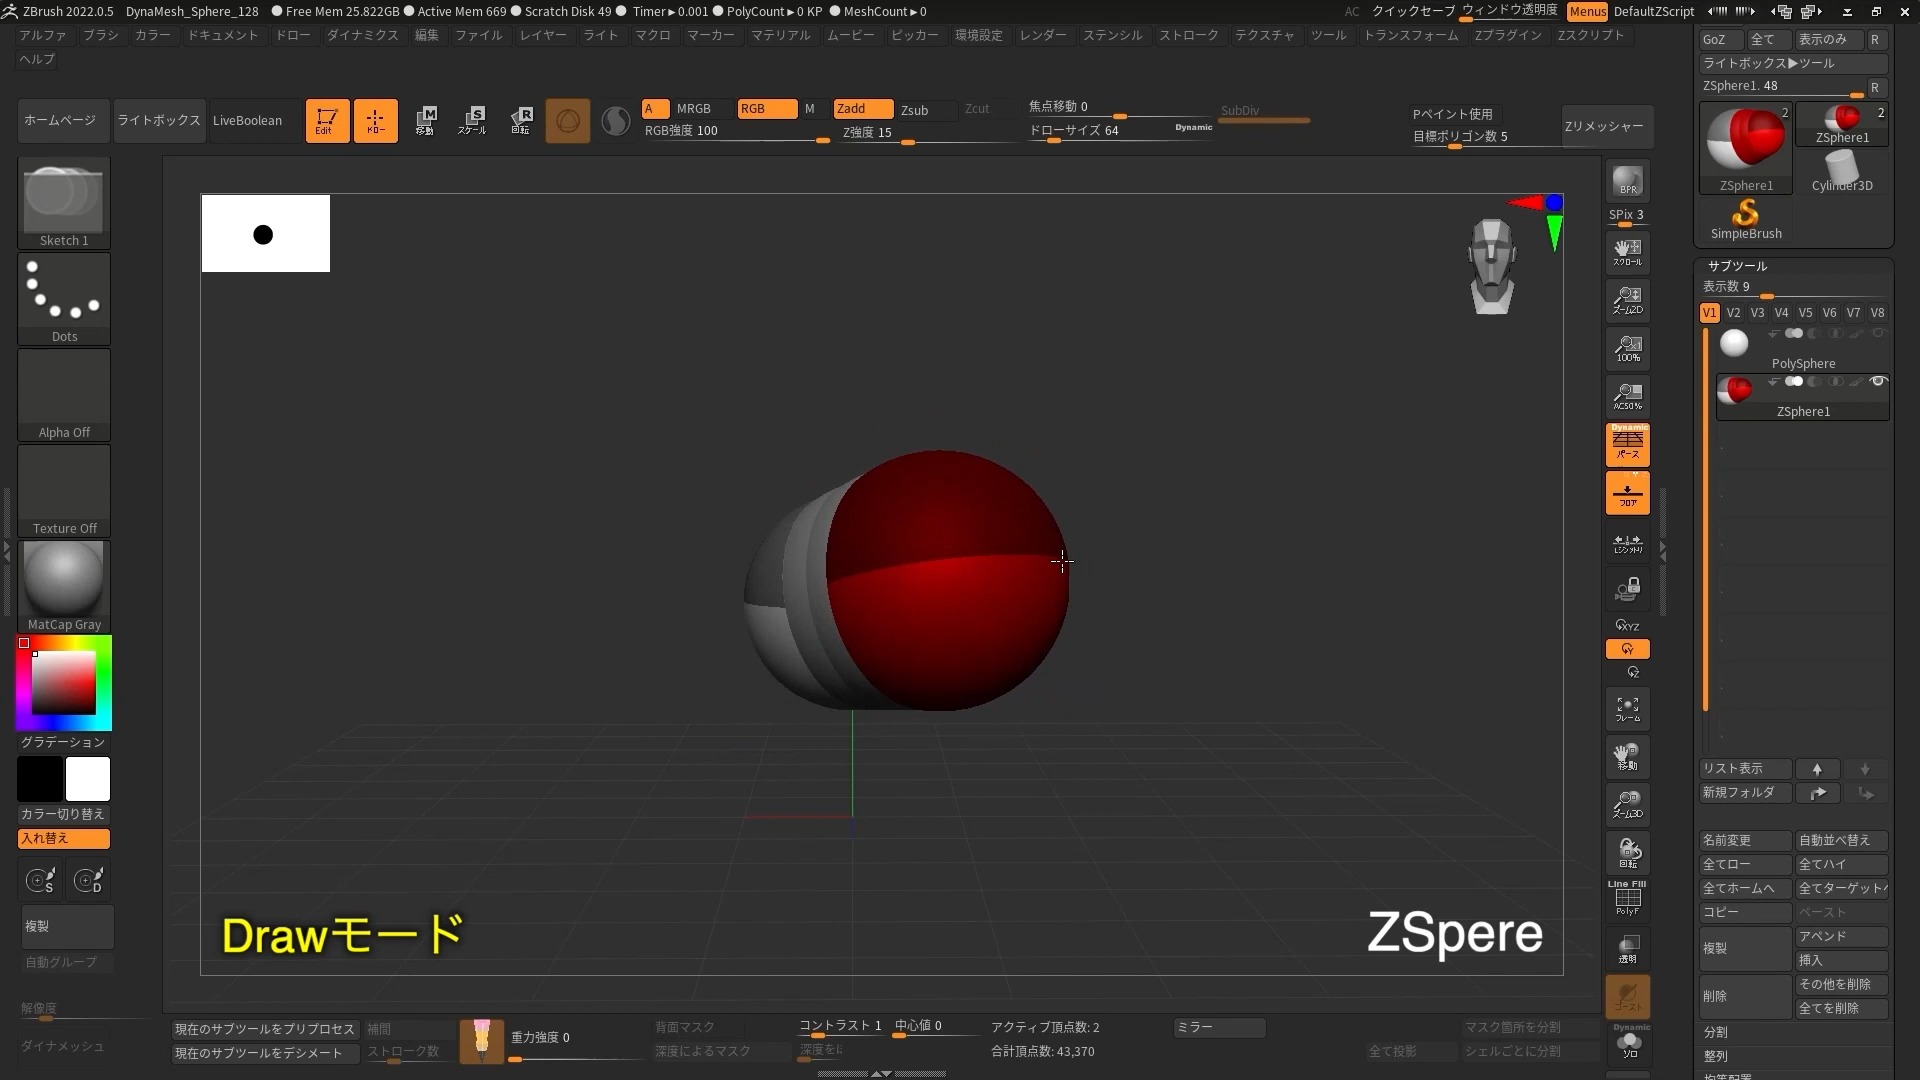 ZBrush 2022.0.5 DynaMesh_Sphere_128 ● Free Mem 25.822GB ● Active Mem 669 ● Scratch Disk 49 ● Timer▸0.001 ● PolyCount▸0 KP ● MeshCount▸0 AC クイックセーブ ウィンドウ透明度 Menus DefaultZScript
アルファ ブラシ カラー ドキュメント ドロー ダイナミクス 編集 ファイル レイヤー ライト マクロ マーカー マテリアル ムービー ピッカー 環境設定 レンダー ステンシル ストローク テクスチャ ツール トランスフォーム Zプラグイン Zスクリプト
ヘルプ
ホームページ ライトボックス LiveBoolean Edit ドロー 移動 スケール 回転
A MRGB RGB M Zadd Zsub Zcut
RGB強度 100 Z強度 15
焦点移動 0
ドローサイズ 64 Dynamic
SubDiv
Pペイント使用
目標ポリゴン数 5
Zリメッシャー
Sketch 1
Dots
Alpha Off
Texture Off
MatCap Gray
グラデーション
カラー切り替え
入れ替え
S D
複製
自動グループ
解像度
ダイナメッシュ
Drawモード
ZSpere
BPR
SPix 3
スクロール
ズーム2D
100%
AC50%
Dynamic
パース
フロア
XYZ
Y
Z
フレーム
移動
ズーム3D
回転
Line Fill
PolyF
透明
ゴースト
Dynamic
ソロ
GoZ 全て 表示のみ R
ライトボックス▶ツール
ZSphere1. 48 R
2 2
ZSphere1
ZSphere1 Cylinder3D
SimpleBrush
サブツール
表示数 9
V1 V2 V3 V4 V5 V6 V7 V8
PolySphere
ZSphere1
リスト表示
新規フォルダ
名前変更 自動並べ替え
全てロー 全てハイ
全てホームへ 全てターゲットへ
コピー ペースト
複製 アペンド
挿入
削除 その他を削除
全てを削除
分割
整列
現在のサブツールをプリプロセス 補間
現在のサブツールをデシメート ストローク数
重力強度 0
背面マスク
深度によるマスク
コントラスト 1 中心値 0
アクティブ頂点数: 2
合計頂点数: 43,370
ミラー
マスク箇所を分割
全て投影 シェルごとに分割